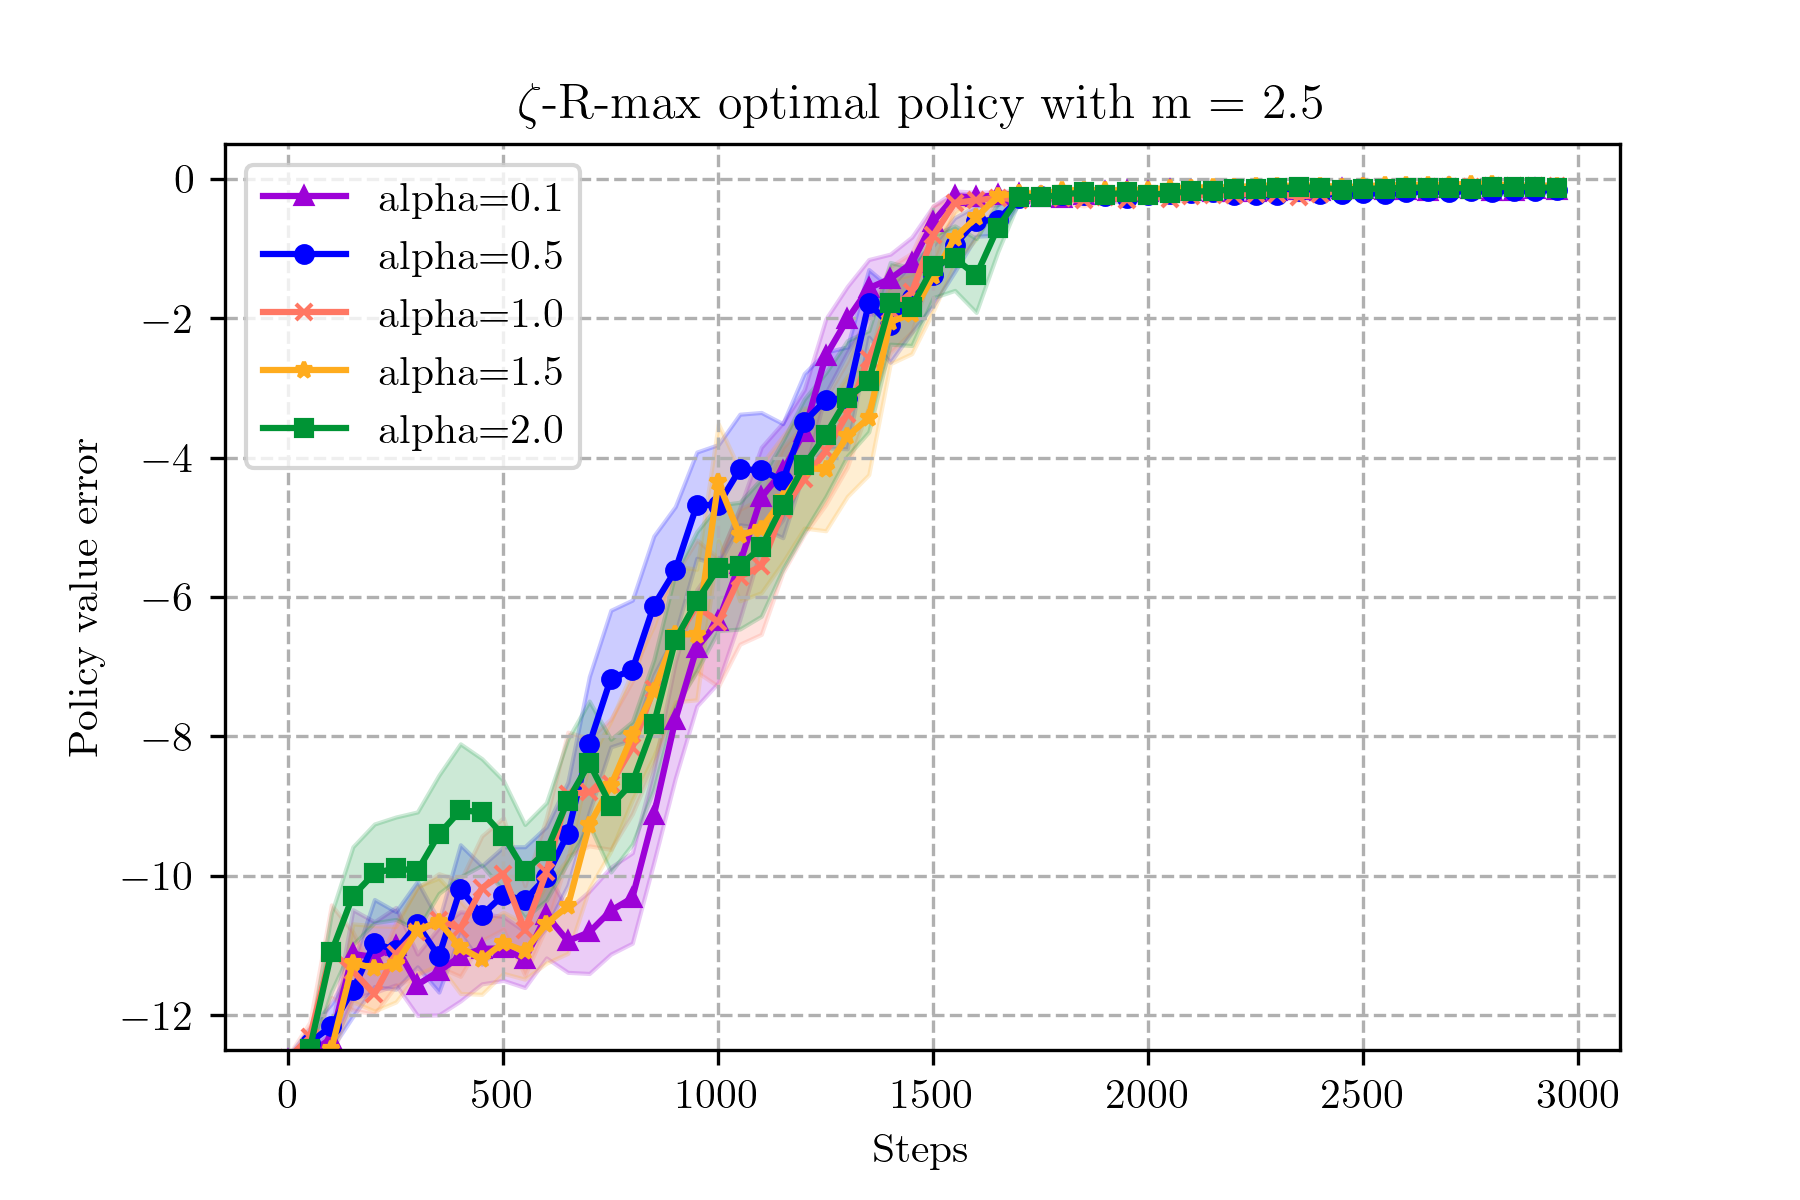 ζ-R-max optimal policy with m = 2.5
alpha=0.1
alpha=0.5
alpha=1.0
alpha=1.5
alpha=2.0
Policy value error
0
−2
−4
−6
−8
−10
−12
0 500 1000 1500 2000 2500 3000
Steps